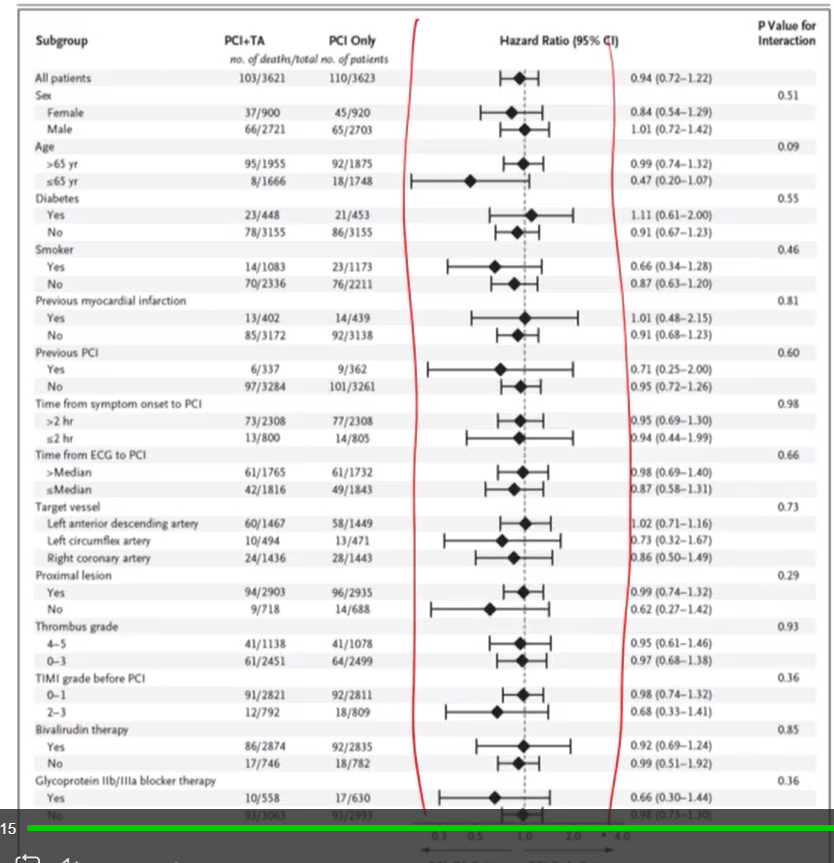 Subgroup PCI+TA PCI Only Hazard Ratio (95% CI) P Value for Interaction
no. of deaths/total no. of patients
All patients 103/3621 110/3623 0.94 (0.72–1.22)
Sex 0.51
Female 37/900 45/920 0.84 (0.54–1.29)
Male 66/2721 65/2703 1.01 (0.72–1.42)
Age 0.09
>65 yr 95/1955 92/1875 0.99 (0.74–1.32)
≤65 yr 8/1666 18/1748 0.47 (0.20–1.07)
Diabetes 0.55
Yes 23/448 21/453 1.11 (0.61–2.00)
No 78/3155 86/3155 0.91 (0.67–1.23)
Smoker 0.46
Yes 14/1083 23/1173 0.66 (0.34–1.28)
No 70/2336 76/2211 0.87 (0.63–1.20)
Previous myocardial infarction 0.81
Yes 13/402 14/439 1.01 (0.48–2.15)
No 85/3172 92/3138 0.91 (0.68–1.23)
Previous PCI 0.60
Yes 6/337 9/362 0.71 (0.25–2.00)
No 97/3284 101/3261 0.95 (0.72–1.26)
Time from symptom onset to PCI 0.98
>2 hr 73/2308 77/2308 0.95 (0.69–1.30)
≤2 hr 13/800 14/805 0.94 (0.44–1.99)
Time from ECG to PCI 0.66
>Median 61/1765 61/1732 0.98 (0.69–1.40)
≤Median 42/1816 49/1843 0.87 (0.58–1.31)
Target vessel 0.73
Left anterior descending artery 60/1467 58/1449 1.02 (0.71–1.16)
Left circumflex artery 10/494 13/471 0.73 (0.32–1.67)
Right coronary artery 24/1436 28/1443 0.86 (0.50–1.49)
Proximal lesion 0.29
Yes 94/2903 96/2935 0.99 (0.74–1.32)
No 9/718 14/688 0.62 (0.27–1.42)
Thrombus grade 0.93
4–5 41/1138 41/1078 0.95 (0.61–1.46)
0–3 61/2451 64/2499 0.97 (0.68–1.38)
TIMI grade before PCI 0.36
0–1 91/2821 92/2811 0.98 (0.74–1.32)
2–3 12/792 18/809 0.68 (0.33–1.41)
Bivalirudin therapy 0.85
Yes 86/2874 92/2835 0.92 (0.69–1.24)
No 17/746 18/782 0.99 (0.51–1.92)
Glycoprotein IIb/IIIa blocker therapy 0.36
Yes 10/558 17/630 0.66 (0.30–1.44)
No 93/3063 93/2993 0.98 (0.73–1.30)
15
0.3 0.5 1.0 2.0 4.0